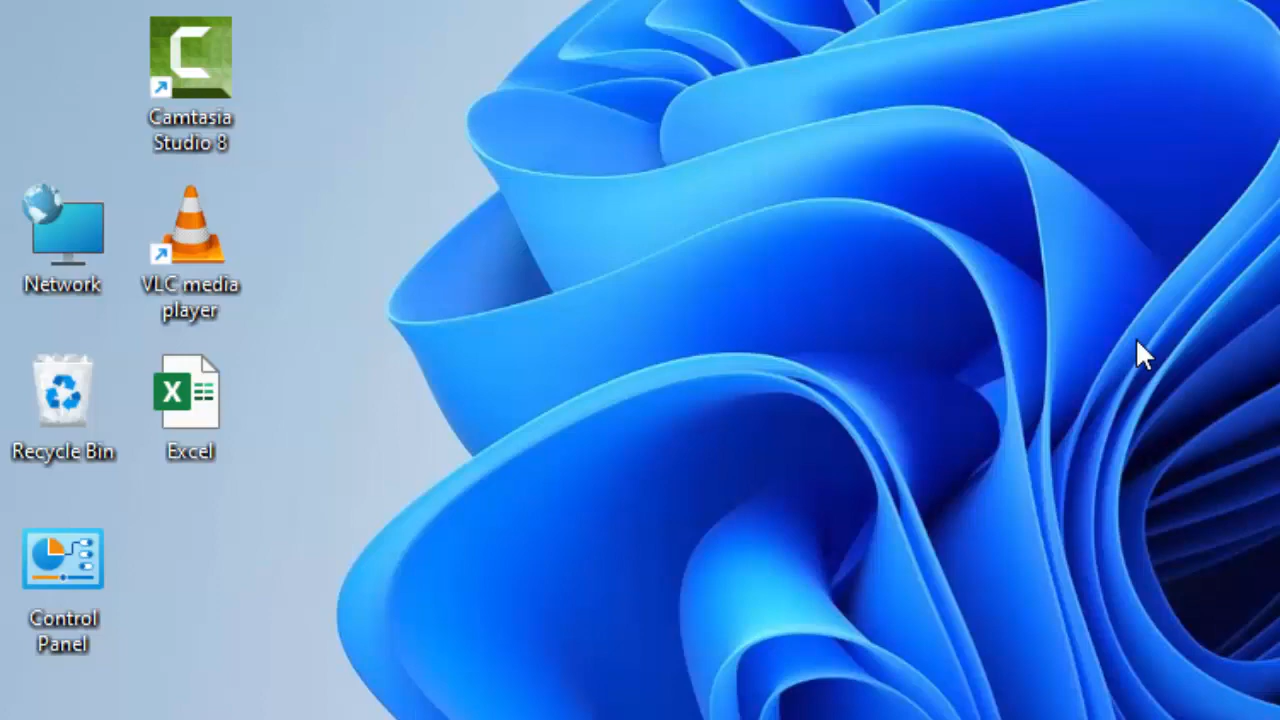 Camtasia
Studio 8
Network
VLC media
player
Recycle Bin
Excel
Control
Panel